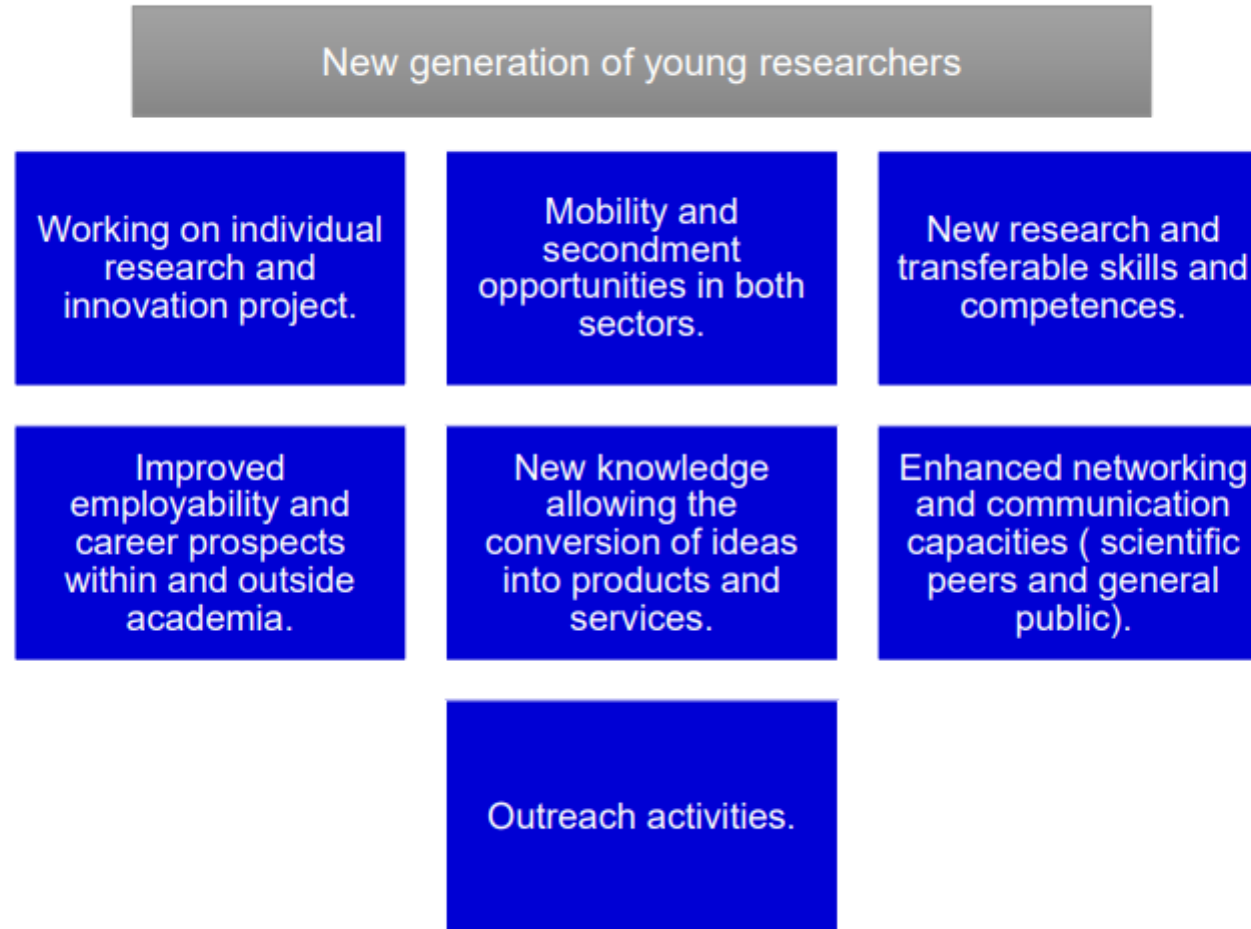 New generation of young researchers
Working on individual
research and
innovation project.
Mobility and
secondment
opportunities in both
sectors.
New research and
transferable skills and
competences.
Improved
employability and
career prospects
within and outside
academia.
New knowledge
allowing the
conversion of ideas
into products and
services.
Enhanced networking
and communication
capacities ( scientific
peers and general
public).
Outreach activities.